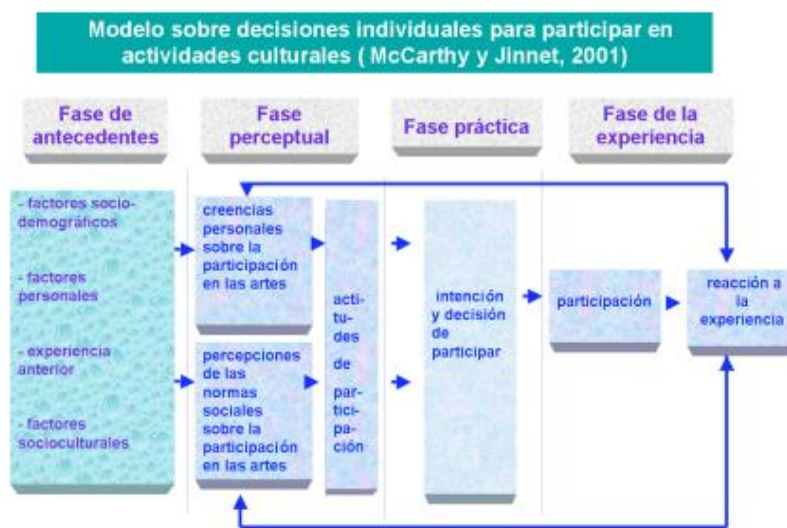 Modelo sobre decisiones individuales para participar en
actividades culturales ( McCarthy y Jinnet, 2001)
Fase de
antecedentes
Fase
perceptual
Fase práctica
Fase de la
experiencia
- factores socio-
demográficos
- factores
personales
- experiencia
anterior
- factores
socioculturales
creencias
personales
sobre la
participación
en las artes
percepciones
de las
normas
sociales
sobre la
participación
en las artes
acti-
tu-
des
de
par-
tici-
pa-
ción
intención
y decisión
de
participar
participación
reacción a
la
experiencia